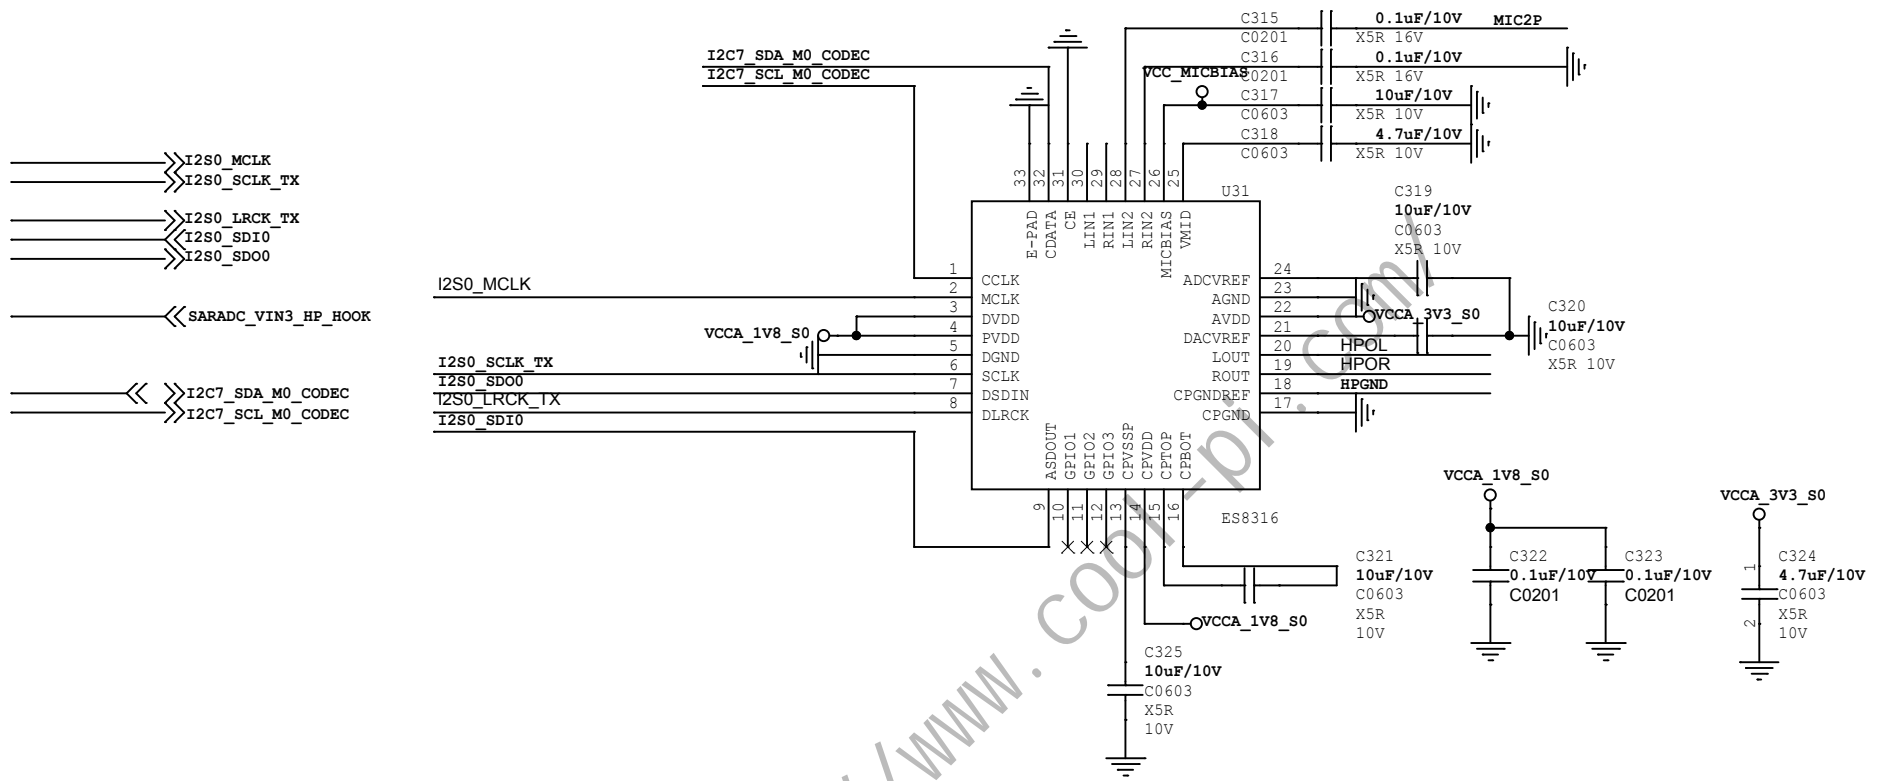 I2S0_MCLK
I2S0_SCLK_TX
I2S0_LRCK_TX
I2S0_SDI0
I2S0_SDO0
SARADC_VIN3_HP_HOOK
I2C7_SDA_M0_CODEC
I2C7_SCL_M0_CODEC
I2C7_SDA_M0_CODEC
I2C7_SCL_M0_CODEC
I2S0_MCLK
VCCA_1V8_S0
I2S0_SCLK_TX
I2S0_SDO0
I2S0_LRCK_TX
I2S0_SDI0
VCC_MICBIAS
C315 0.1uF/10V MIC2P
C0201 X5R 16V
C316 0.1uF/10V
C0201 X5R 16V
C317 10uF/10V
C0603 X5R 10V
C318 4.7uF/10V
C0603 X5R 10V
33 32 31 30 29 28 27 26 25
U31
E-PAD CDATA CE LIN1 RIN1 LIN2 RIN2 MICBIAS VMID
1 CCLK
2 MCLK
3 DVDD
4 PVDD
5 DGND
6 SCLK
7 DSDIN
8 DLRCK
ADCVREF 24
AGND 23
AVDD 22
DACVREF 21
LOUT 20
ROUT 19
CPGNDREF 18
CPGND 17
ASDOUT GPIO1 GPIO2 GPIO3 CPVSSP CPVDD CPTOP CPBOT
9 10 11 12 13 14 15 16
ES8316
C319
10uF/10V
C0603
X5R 10V
VCCA_3V3_S0
HPOL
HPOR
HPGND
C320
10uF/10V
C0603
X5R 10V
C321
10uF/10V
C0603
X5R
10V
VCCA_1V8_S0
C325
10uF/10V
C0603
X5R
10V
VCCA_1V8_S0
C322
0.1uF/10V
C0201
C323
0.1uF/10V
C0201
VCCA_3V3_S0
1
2
C324
4.7uF/10V
C0603
X5R
10V
//www.cool-pi.com/